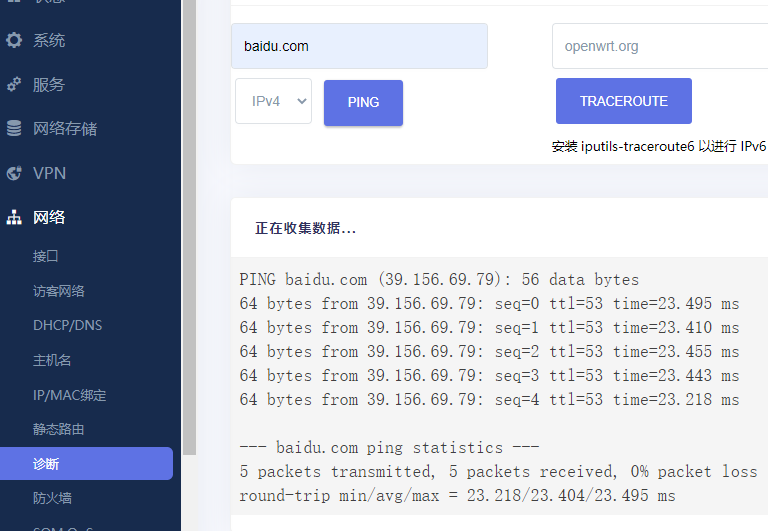 系统
服务
网络存储
VPN
网络
接口
访客网络
DHCP/DNS
主机名
IP/MAC绑定
静态路由
诊断
防火墙
baidu.com
openwrt.org
IPv4
PING
TRACEROUTE
安装 iputils-traceroute6 以进行 IPv6
正在收集数据...
PING baidu.com (39.156.69.79): 56 data bytes
64 bytes from 39.156.69.79: seq=0 ttl=53 time=23.495 ms
64 bytes from 39.156.69.79: seq=1 ttl=53 time=23.410 ms
64 bytes from 39.156.69.79: seq=2 ttl=53 time=23.455 ms
64 bytes from 39.156.69.79: seq=3 ttl=53 time=23.443 ms
64 bytes from 39.156.69.79: seq=4 ttl=53 time=23.218 ms
--- baidu.com ping statistics ---
5 packets transmitted, 5 packets received, 0% packet loss
round-trip min/avg/max = 23.218/23.404/23.495 ms